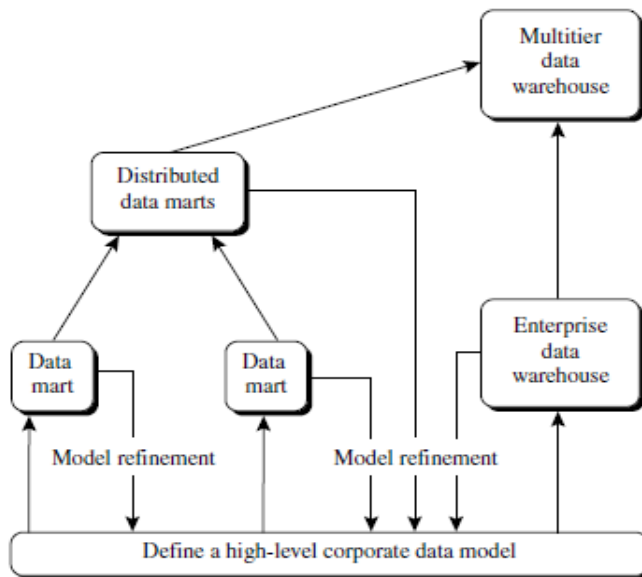 Multitier
data
warehouse
Distributed
data marts
Enterprise
data
warehouse
Data
mart
Data
mart
Model refinement
Model refinement
Define a high-level corporate data model